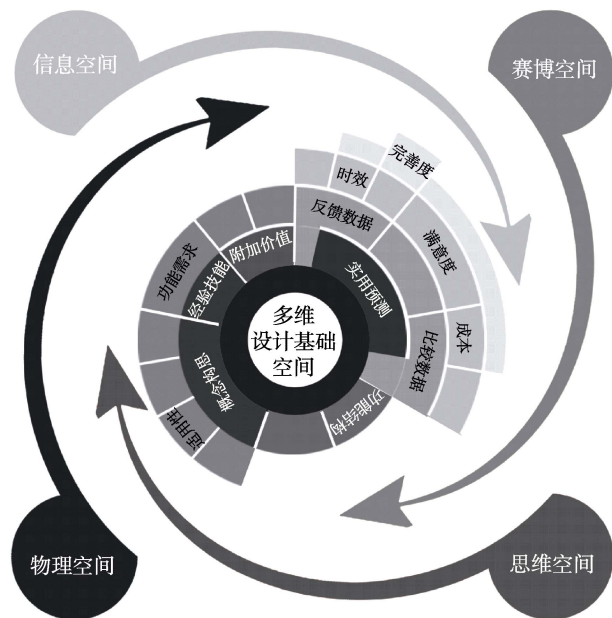 信息空间
赛博空间
完善度
时效
反馈数据
满意度
功能需求
附加价值
经验技能
实用预测
多维
设计基础
空间
成本
比较数据
概念构思
功能结构
适用性
物理空间
思维空间